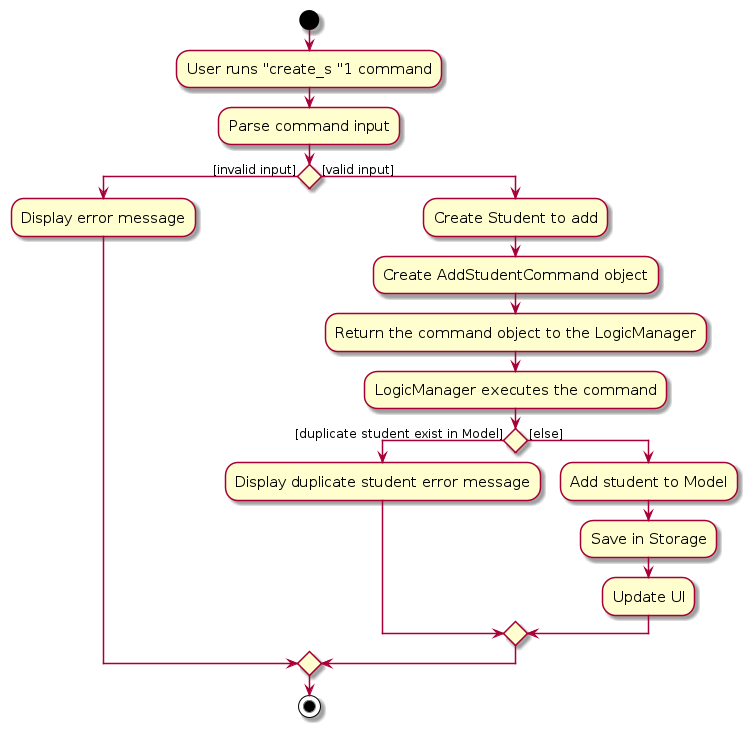 User runs "create_s "1 command
Parse command input
[invalid input]
[valid input]
Display error message
Create Student to add
Create AddStudentCommand object
Return the command object to the LogicManager
LogicManager executes the command
[duplicate student exist in Model]
[else]
Display duplicate student error message
Add student to Model
Save in Storage
Update UI